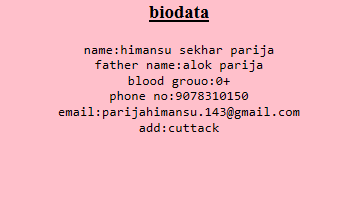 biodata
name:himansu sekhar parija
father name:alok parija
blood grouo:0+
phone no:9078310150
email:parijahimansu.143@gmail.com
add:cuttack